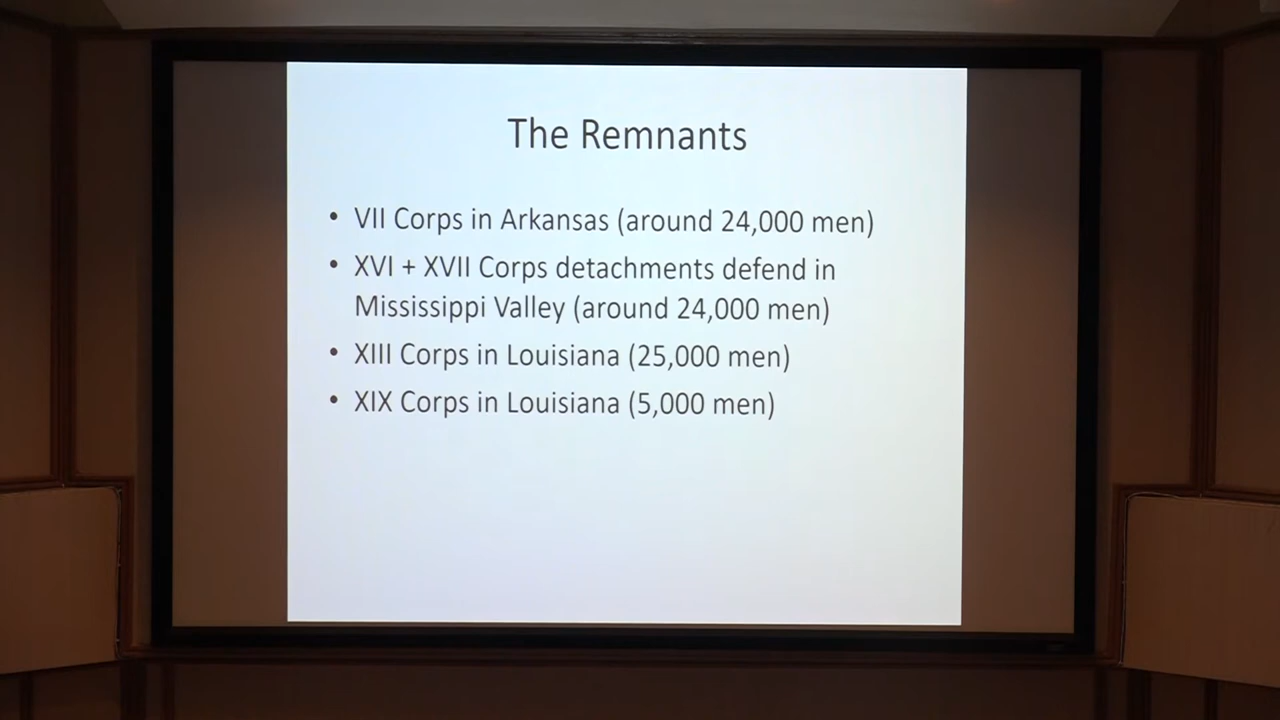 The Remnants
• VII Corps in Arkansas (around 24,000 men)
• XVI + XVII Corps detachments defend in
Mississippi Valley (around 24,000 men)
• XIII Corps in Louisiana (25,000 men)
• XIX Corps in Louisiana (5,000 men)